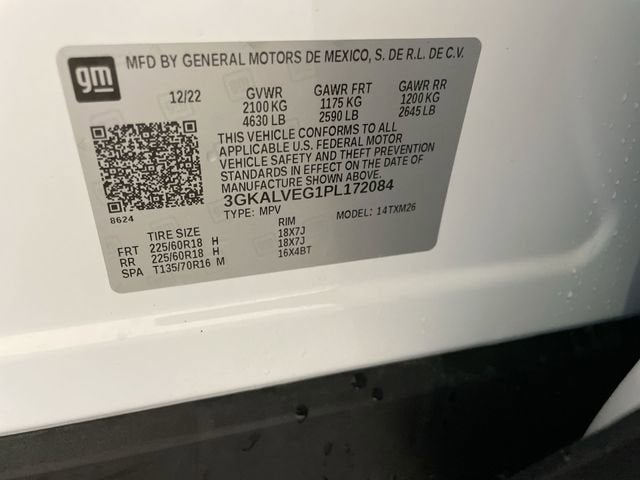 gm
MFD BY GENERAL MOTORS DE MEXICO, S. DE R.L. DE C.V.
12/22 GVWR GAWR FRT GAWR RR
2100 KG 1175 KG 1200 KG
4630 LB 2590 LB 2645 LB
THIS VEHICLE CONFORMS TO ALL
APPLICABLE U.S. FEDERAL MOTOR
VEHICLE SAFETY AND THEFT PREVENTION
STANDARDS IN EFFECT ON THE DATE OF
MANUFACTURE SHOWN ABOVE.
3GKALVEG1PL172084
8624
TYPE: MPV MODEL: 14TXM26
TIRE SIZE RIM
FRT 225/60R18 H 18X7J
RR 225/60R18 H 18X7J
SPA T135/70R16 M 16X4BT